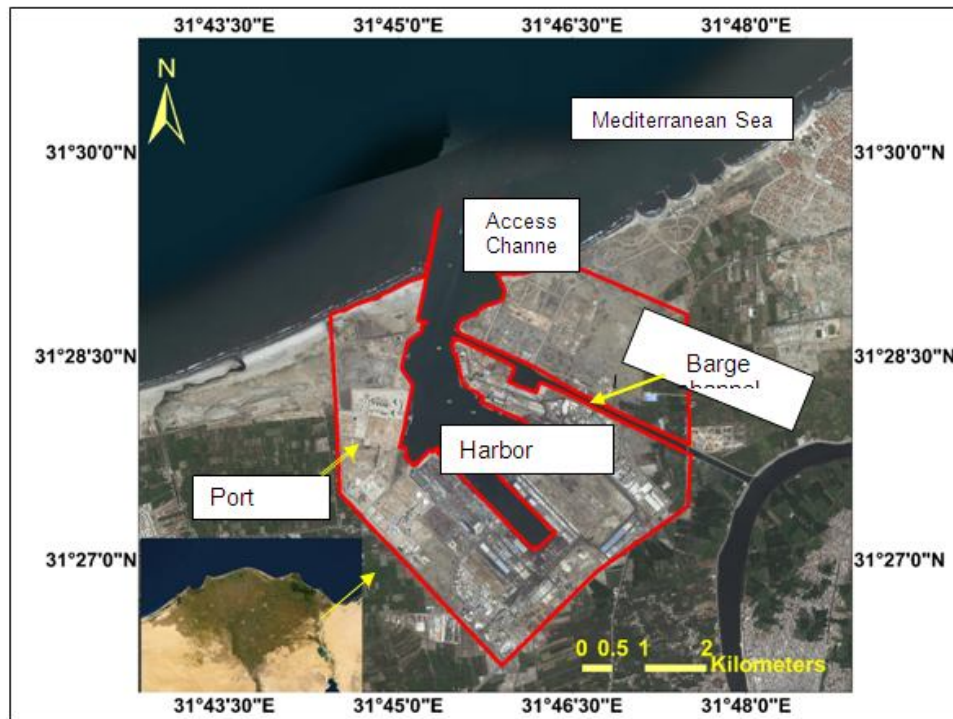 31°43'30"E 31°45'0"E 31°46'30"E 31°48'0"E
N
Mediterranean Sea
31°30'0"N 31°30'0"N
Access
Channe
31°28'30"N 31°28'30"N
Barge
channel
Harbor
Port
31°27'0"N 31°27'0"N
0 0.5 1 2
Kilometers
31°43'30"E 31°45'0"E 31°46'30"E 31°48'0"E